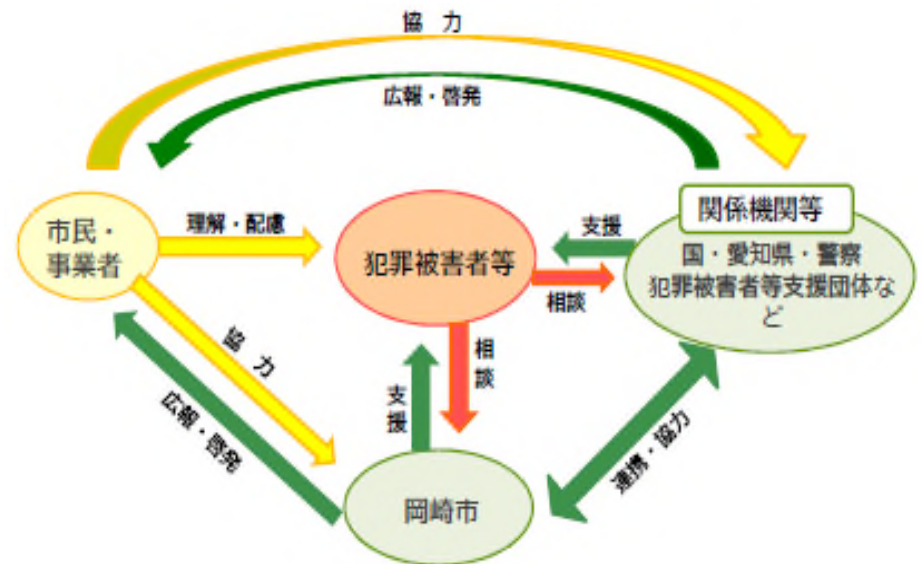 協 力
広報・啓発
関係機関等
市民・
事業者
理解・配慮
犯罪被害者等
支援
国・愛知県・警察
犯罪被害者等支援団体な
ど
相談
協 力
相談
支援
広報・啓発
連携・協力
岡崎市